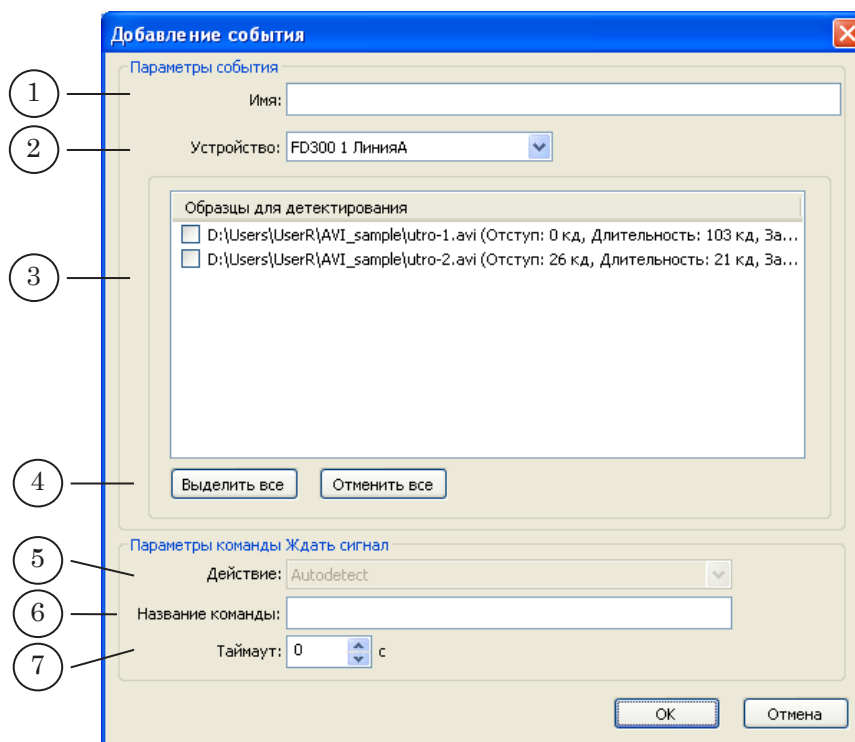 Добавление события
Параметры события
1
Имя:
2
Устройство: FD300 1 ЛинияА
Образцы для детектирования
D:\Users\UserR\AVI_sample\utro-1.avi (Отступ: 0 кд, Длительность: 103 кд, За...
D:\Users\UserR\AVI_sample\utro-2.avi (Отступ: 26 кд, Длительность: 21 кд, За...
3
4
Выделить все Отменить все
Параметры команды Ждать сигнал
5
Действие: Autodetect
6
Название команды:
7
Таймаут: 0 с
OK Отмена